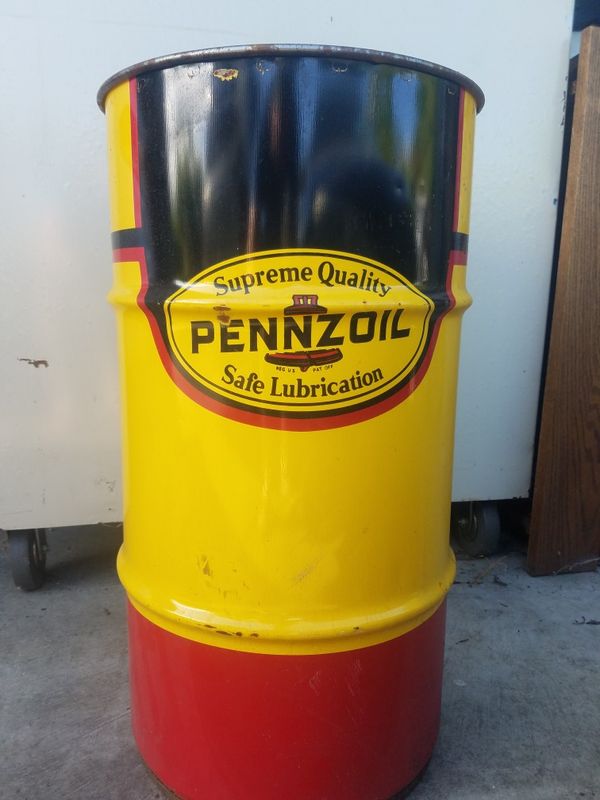 Supreme Quality
PENNZOIL
REG U.S. PAT OFF
Safe Lubrication